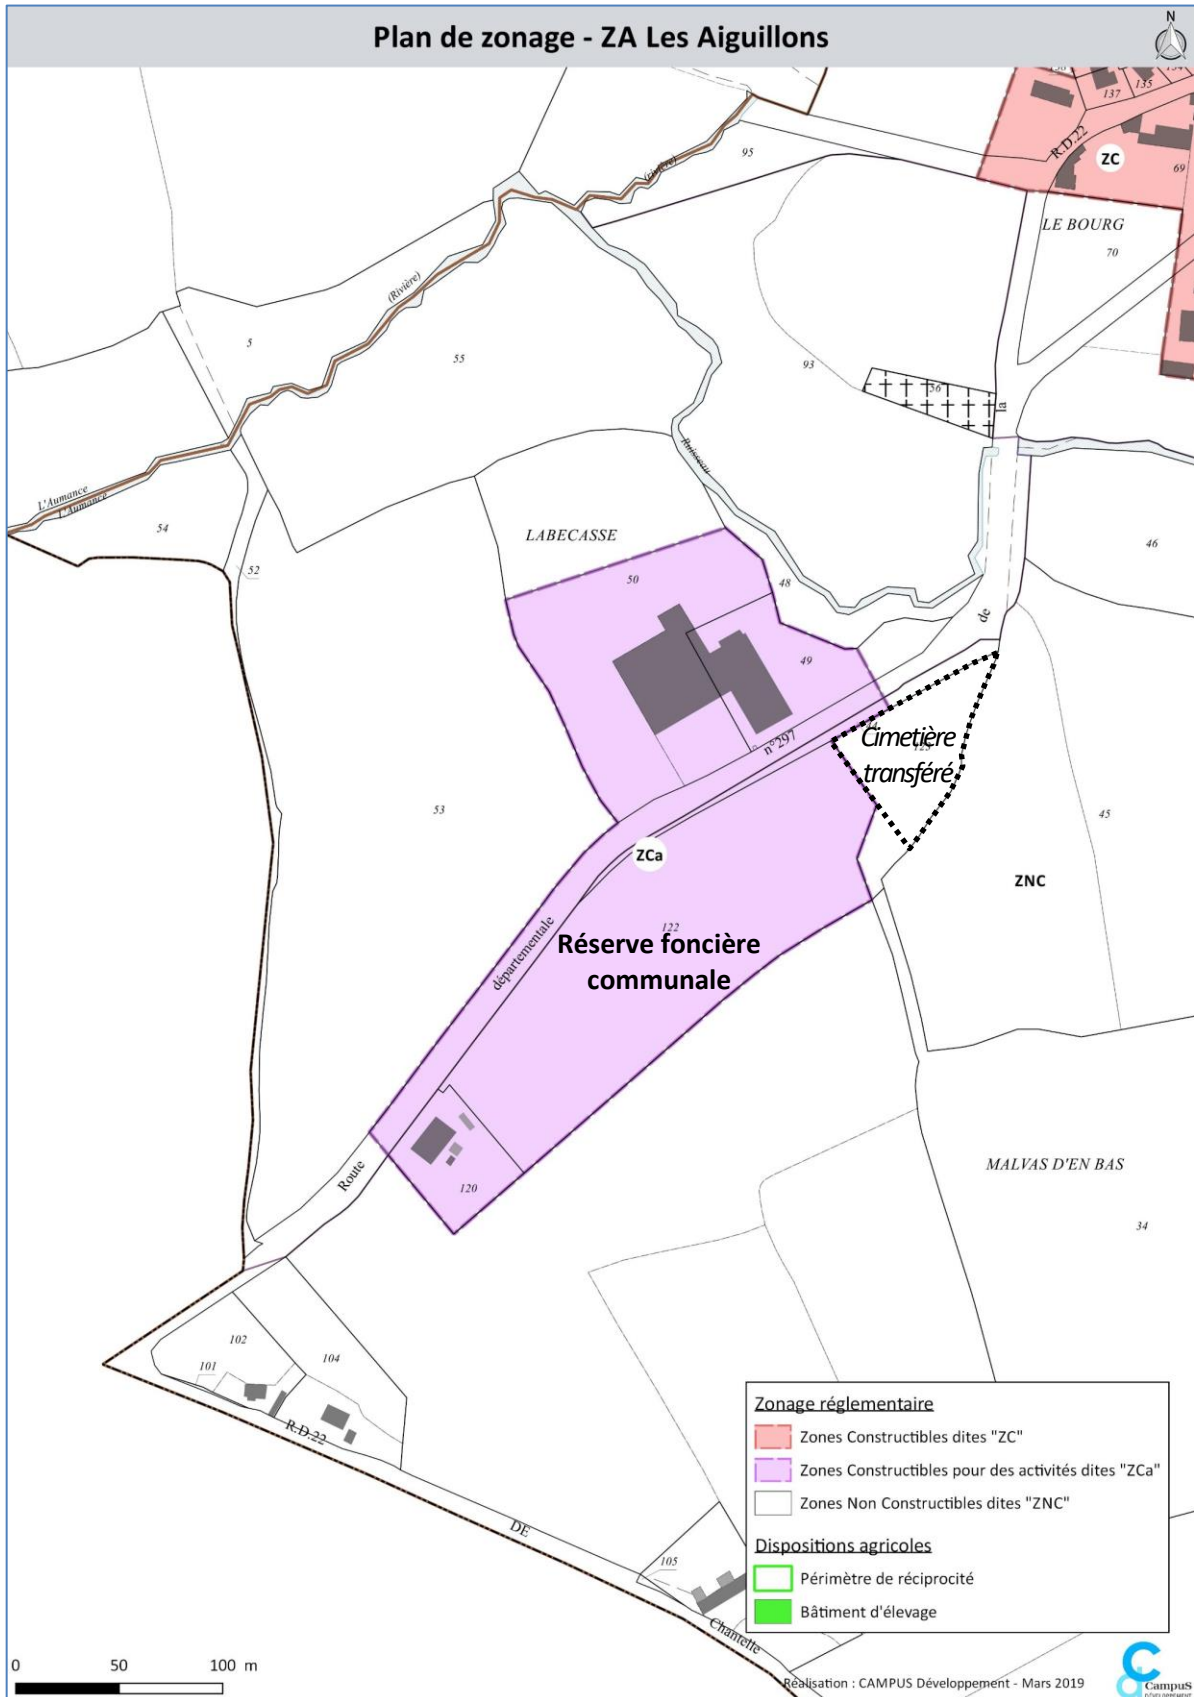 Plan de zonage - ZA Les Aiguillons
N
137
135
R.D.22
ZC
69
95
(rivière)
LE BOURG
70
(Rivière)
5
55
93
56
la
Ruisseau
L'Aumance
L'Aumance
54
52
LABECASSE
50
48
46
de
49
n°297
Cimetière
transféré
53
45
ZCa
ZNC
122
Réserve foncière
communale
départementale
MALVAS D'EN BAS
Route
120
34
102
101
104
R.D.22
DE
105
Chantelle
Zonage réglementaire
Zones Constructibles dites "ZC"
Zones Constructibles pour des activités dites "ZCa"
Zones Non Constructibles dites "ZNC"
Dispositions agricoles
Périmètre de réciprocité
Bâtiment d'élevage
0 50 100 m
Réalisation : CAMPUS Développement - Mars 2019
CampuS
DÉVELOPPEMENT